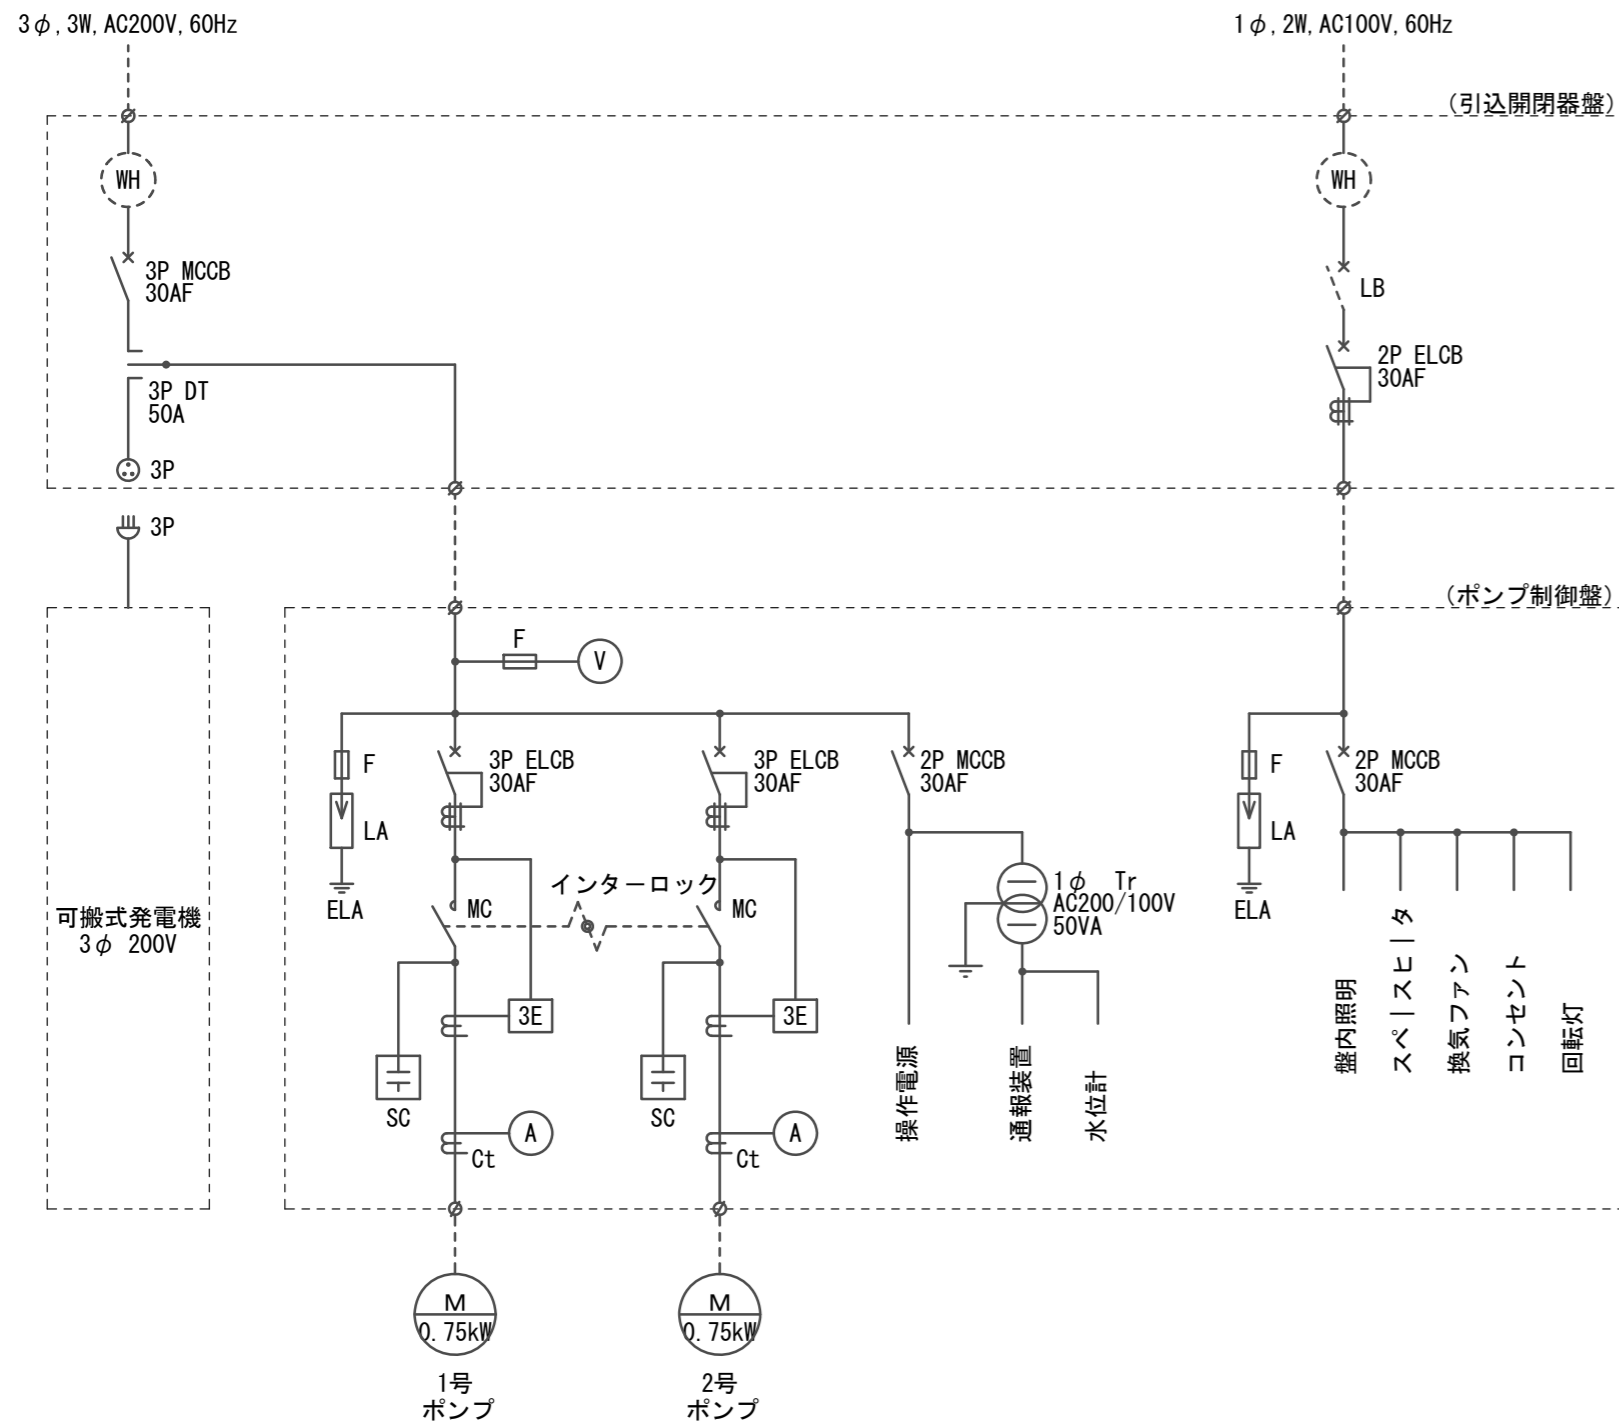 3φ, 3W, AC200V, 60Hz
1φ, 2W, AC100V, 60Hz
(引込開閉器盤)
WH
WH
3P MCCB
30AF
LB
2P ELCB
30AF
3P DT
50A
3P
3P
(ポンプ制御盤)
F
V
F
3P ELCB
30AF
3P ELCB
30AF
2P MCCB
30AF
F
2P MCCB
30AF
LA
LA
インターロック
1φ Tr
AC200/100V
50VA
ELA
MC
MC
ELA
可搬式発電機
3φ 200V
3E
3E
SC
SC
A
A
Ct
Ct
操作電源
通報装置
水位計
盤内照明
スペースヒータ
換気ファン
コンセント
回転灯
M
0.75kW
M
0.75kW
1号
ポンプ
2号
ポンプ